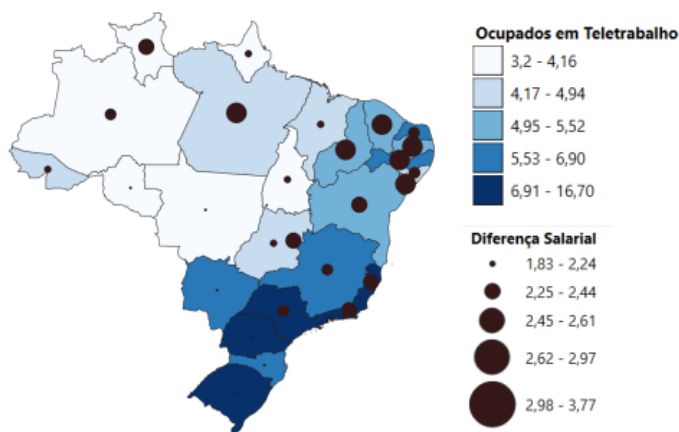 Ocupados em Teletrabalho
3,2 - 4,16
4,17 - 4,94
4,95 - 5,52
5,53 - 6,90
6,91 - 16,70
Diferença Salarial
1,83 - 2,24
2,25 - 2,44
2,45 - 2,61
2,62 - 2,97
2,98 - 3,77